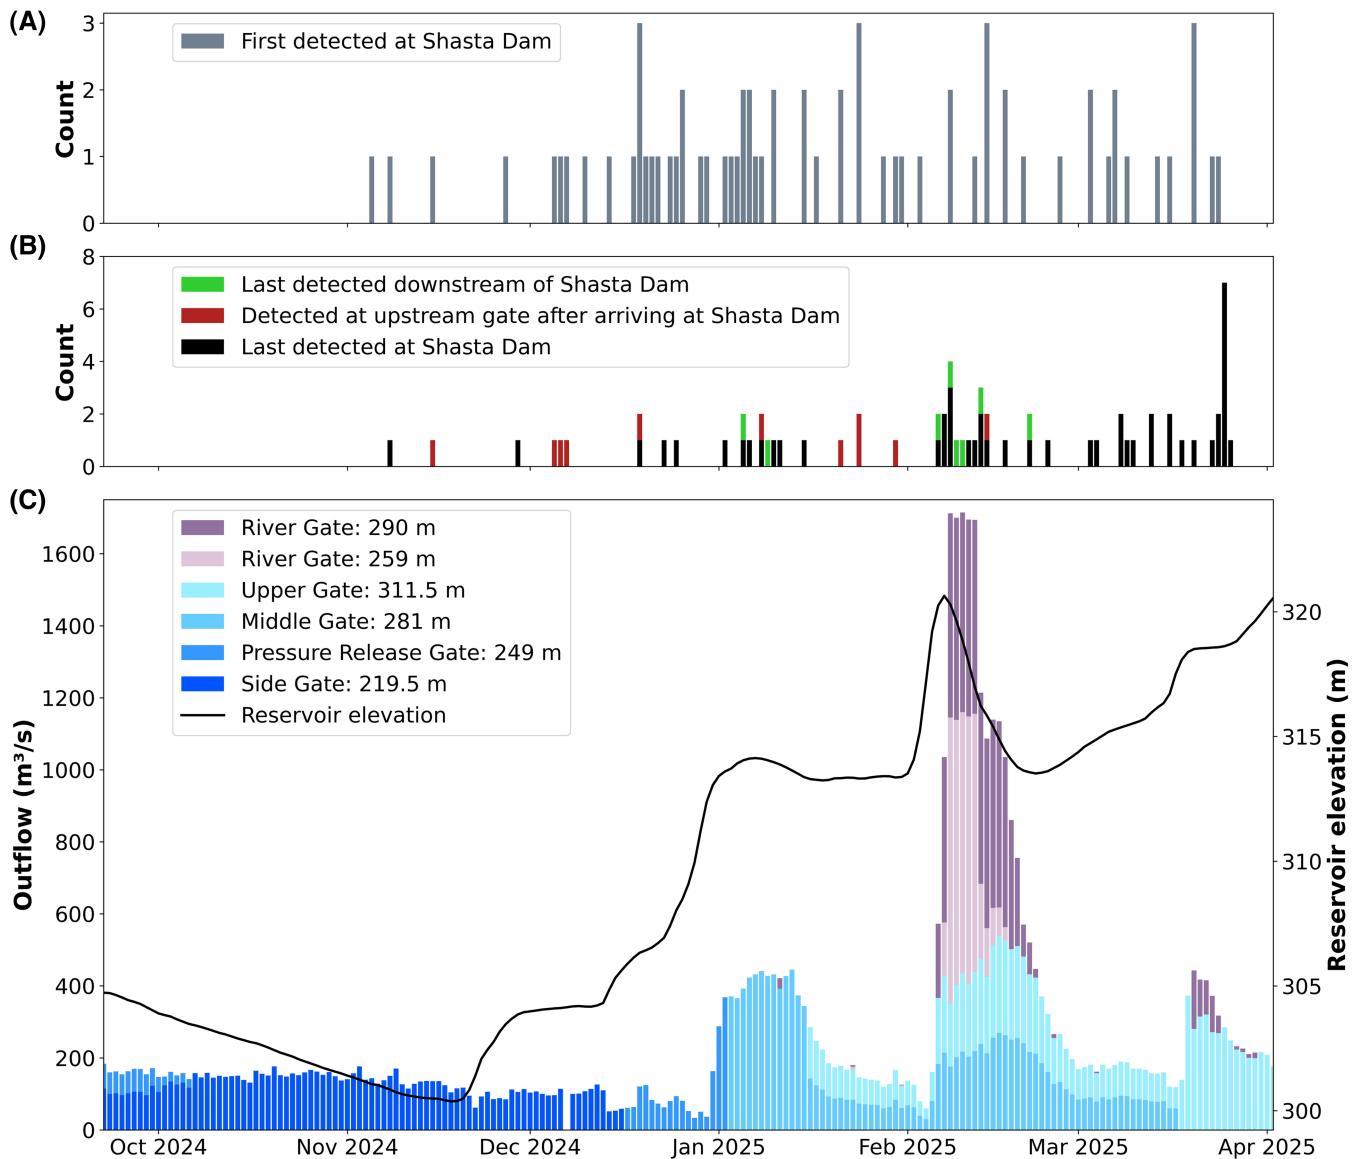 (A)
3
2
1
0
Count
First detected at Shasta Dam
(B)
8
6
4
2
0
Count
Last detected downstream of Shasta Dam
Detected at upstream gate after arriving at Shasta Dam
Last detected at Shasta Dam
(C)
1600
1400
1200
1000
800
600
400
200
0
Outflow (m³/s)
River Gate: 290 m
River Gate: 259 m
Upper Gate: 311.5 m
Middle Gate: 281 m
Pressure Release Gate: 249 m
Side Gate: 219.5 m
Reservoir elevation
320
315
310
305
300
Reservoir elevation (m)
Oct 2024 Nov 2024 Dec 2024 Jan 2025 Feb 2025 Mar 2025 Apr 2025